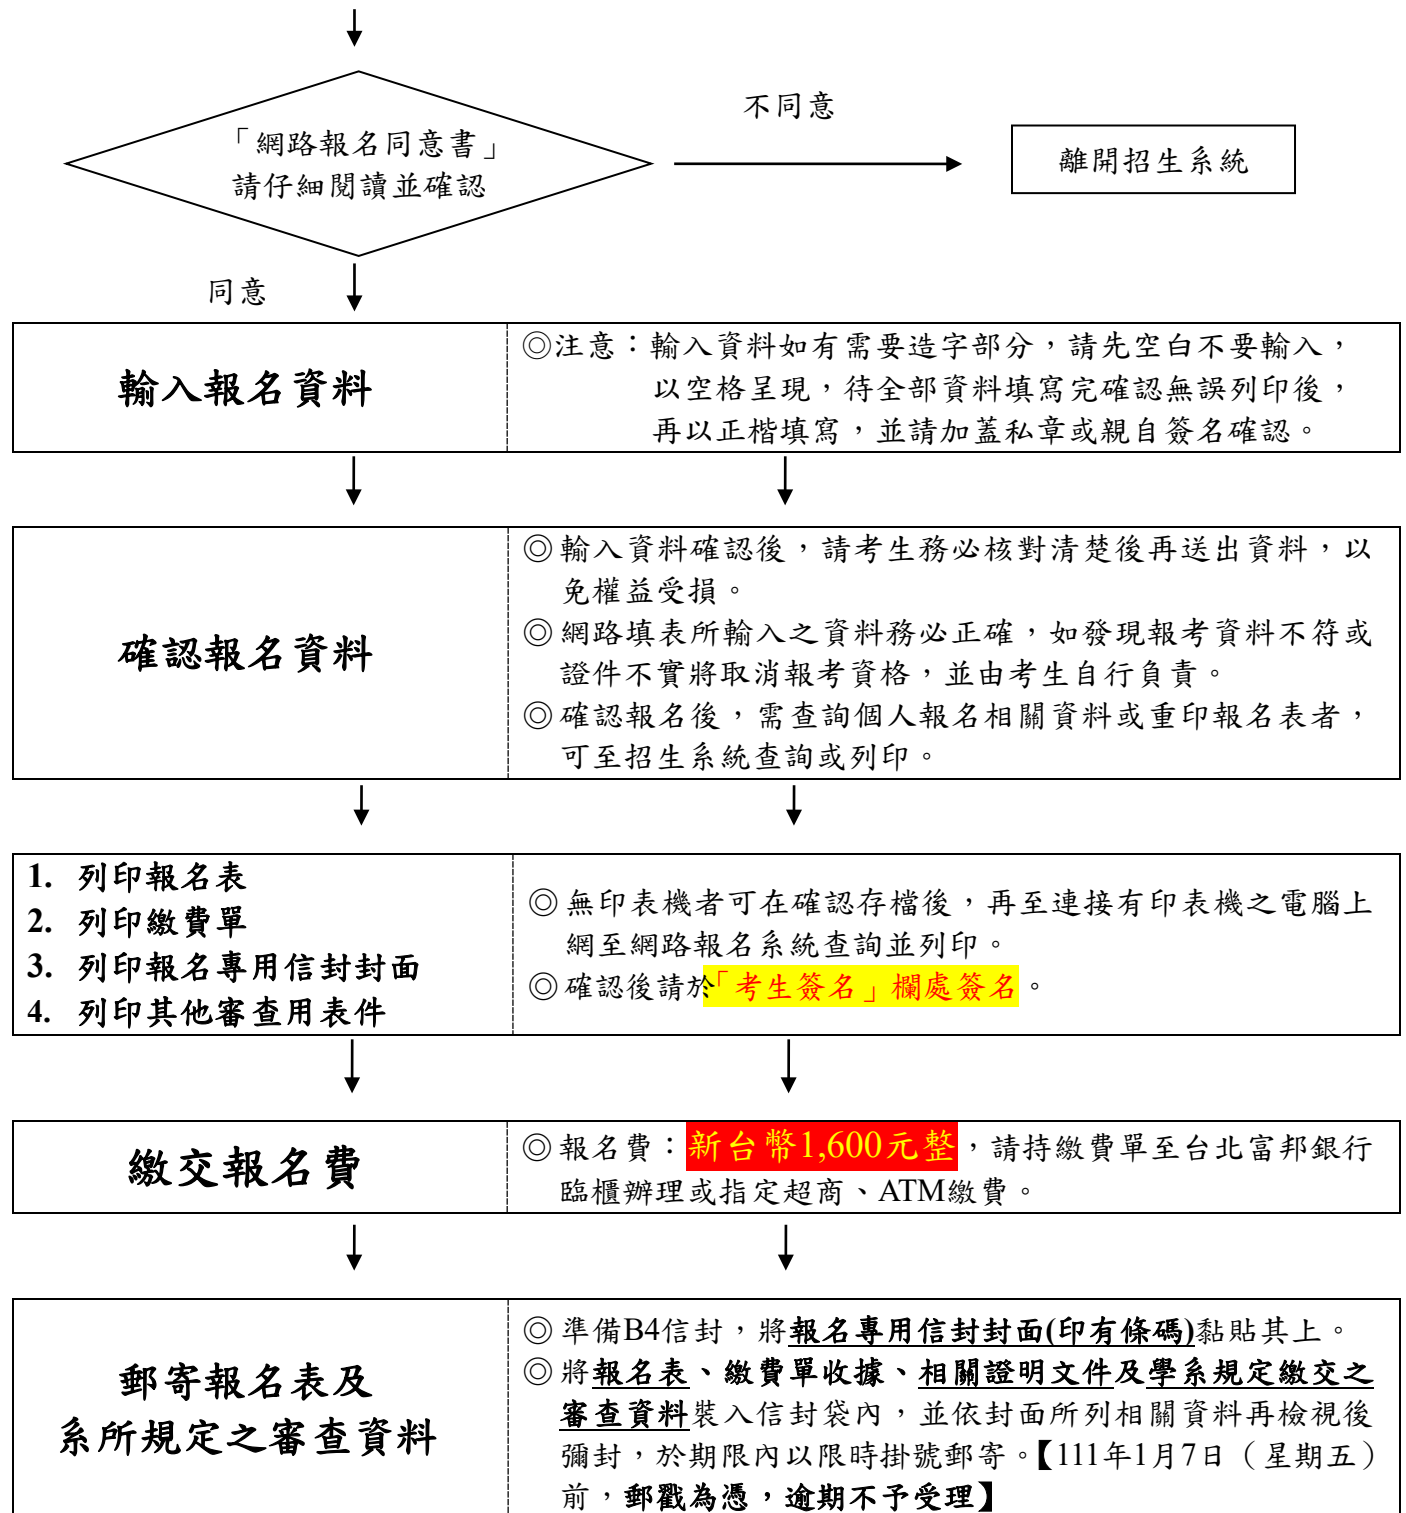 「網路報名同意書」
請仔細閱讀並確認
不同意
離開招生系統
同意
輸入報名資料
◎注意：輸入資料如有需要造字部分，請先空白不要輸入，
以空格呈現，待全部資料填寫完確認無誤列印後，
再以正楷填寫，並請加蓋私章或親自簽名確認。
確認報名資料
◎輸入資料確認後，請考生務必核對清楚後再送出資料，以
免權益受損。
◎網路填表所輸入之資料務必正確，如發現報考資料不符或
證件不實將取消報考資格，並由考生自行負責。
◎確認報名後，需查詢個人報名相關資料或重印報名表者，
可至招生系統查詢或列印。
1. 列印報名表
2. 列印繳費單
3. 列印報名專用信封封面
4. 列印其他審查用表件
◎無印表機者可在確認存檔後，再至連接有印表機之電腦上
網至網路報名系統查詢並列印。
◎確認後請於「考生簽名」欄處簽名。
繳交報名費
◎報名費：新台幣1,600元整，請持繳費單至台北富邦銀行
臨櫃辦理或指定超商、ATM繳費。
郵寄報名表及
系所規定之審查資料
◎準備B4信封，將報名專用信封封面(印有條碼)黏貼其上。
◎將報名表、繳費單收據、相關證明文件及學系規定繳交之
審查資料裝入信封袋內，並依封面所列相關資料再檢視後
彌封，於期限內以限時掛號郵寄。【111年1月7日（星期五）
前，郵戳為憑，逾期不予受理】